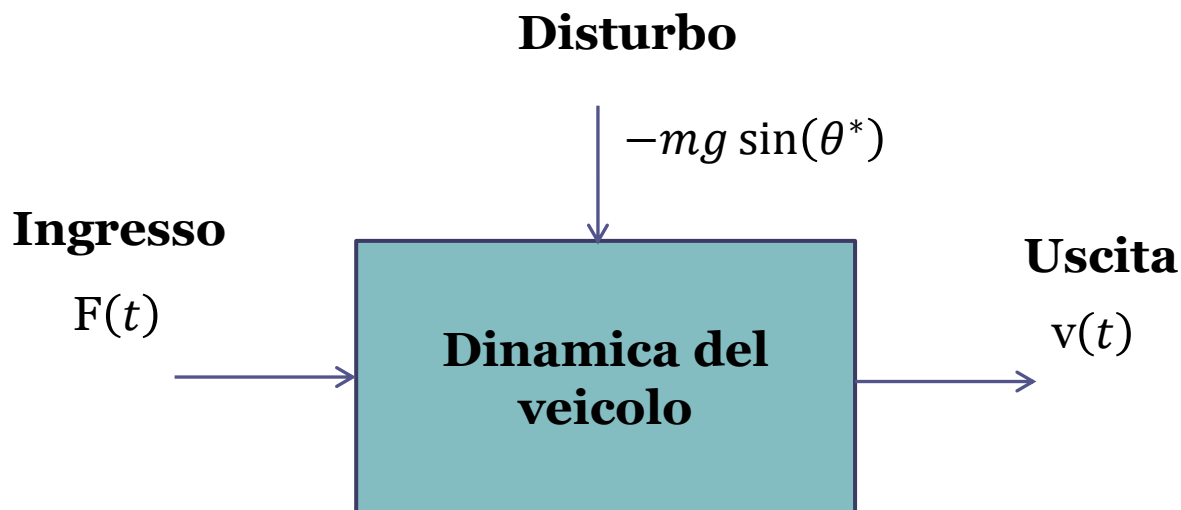 Disturbo
−mg sin(θ*)
Ingresso
F(t)
Uscita
v(t)
Dinamica del
veicolo